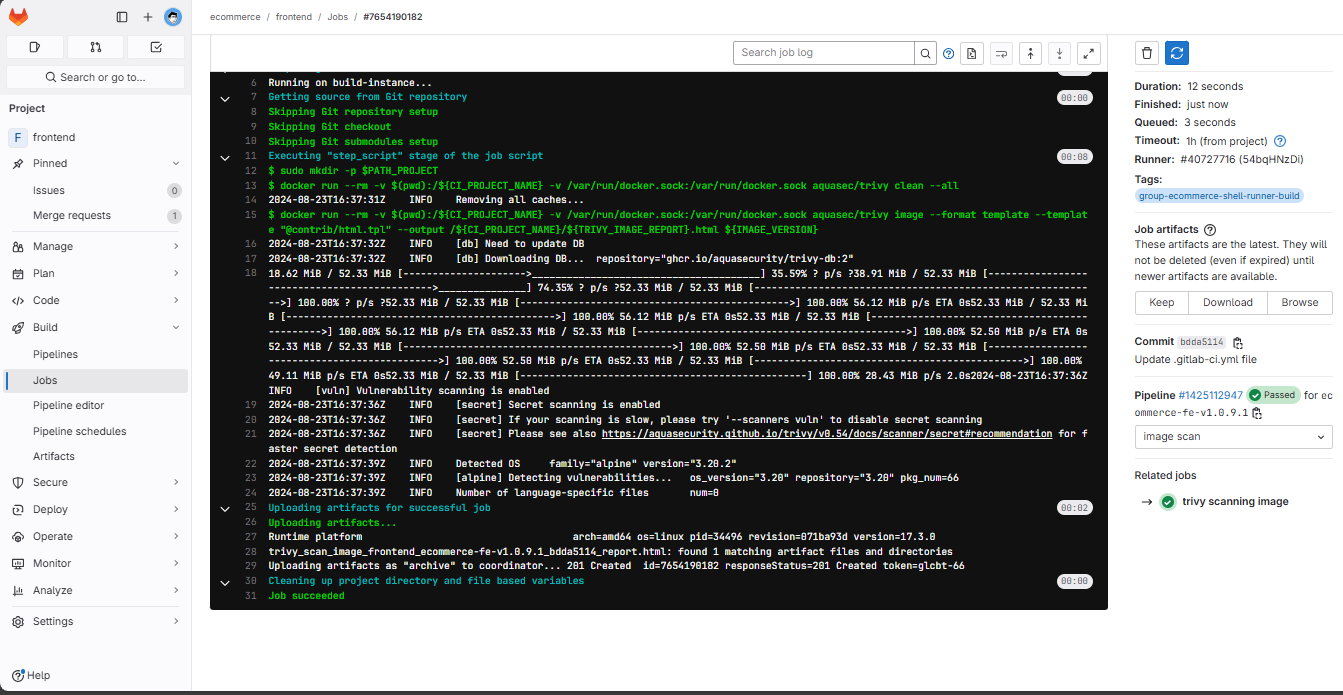 ecommerce / frontend / Jobs / #7654190182
Search or go to...
Project
F frontend
Pinned
Issues 0
Merge requests 1
Manage
Plan
Code
Build
Pipelines
Jobs
Pipeline editor
Pipeline schedules
Artifacts
Secure
Deploy
Operate
Monitor
Analyze
Settings
Help
Search job log
6 Running on build-instance...
7 Getting source from Git repository 00:00
8 Skipping Git repository setup
9 Skipping Git checkout
10 Skipping Git submodules setup
11 Executing "step_script" stage of the job script 00:08
12 $ sudo mkdir -p $PATH_PROJECT
13 $ docker run --rm -v $(pwd):/${CI_PROJECT_NAME} -v /var/run/docker.sock:/var/run/docker.sock aquasec/trivy clean --all
14 2024-08-23T16:37:31Z INFO Removing all caches...
15 $ docker run --rm -v $(pwd):/${CI_PROJECT_NAME} -v /var/run/docker.sock:/var/run/docker.sock aquasec/trivy image --format template --templat
e "@contrib/html.tpl" --output /${CI_PROJECT_NAME}/${TRIVY_IMAGE_REPORT}.html ${IMAGE_VERSION}
16 2024-08-23T16:37:32Z INFO [db] Need to update DB
17 2024-08-23T16:37:32Z INFO [db] Downloading DB... repository="ghcr.io/aquasecurity/trivy-db:2"
18 18.62 MiB / 52.33 MiB [--------------------->______________________________________] 35.59% ? p/s ?38.91 MiB / 52.33 MiB [-----------------
---------------------------->_______________] 74.35% ? p/s ?52.33 MiB / 52.33 MiB [---------------------------------------------------------
-->] 100.00% ? p/s ?52.33 MiB / 52.33 MiB [---------------------------------------------->] 100.00% 56.12 MiB p/s ETA 0s52.33 MiB / 52.33 Mi
B [---------------------------------------------->] 100.00% 56.12 MiB p/s ETA 0s52.33 MiB / 52.33 MiB [-------------------------------------
--------->] 100.00% 56.12 MiB p/s ETA 0s52.33 MiB / 52.33 MiB [---------------------------------------------->] 100.00% 52.50 MiB p/s ETA 0s
52.33 MiB / 52.33 MiB [---------------------------------------------->] 100.00% 52.50 MiB p/s ETA 0s52.33 MiB / 52.33 MiB [-----------------
----------------------------->] 100.00% 52.50 MiB p/s ETA 0s52.33 MiB / 52.33 MiB [---------------------------------------------->] 100.00%
49.11 MiB p/s ETA 0s52.33 MiB / 52.33 MiB [-------------------------------------------------] 100.00% 28.43 MiB p/s 2.0s2024-08-23T16:37:36Z
INFO [vuln] Vulnerability scanning is enabled
19 2024-08-23T16:37:36Z INFO [secret] Secret scanning is enabled
20 2024-08-23T16:37:36Z INFO [secret] If your scanning is slow, please try '--scanners vuln' to disable secret scanning
21 2024-08-23T16:37:36Z INFO [secret] Please see also https://aquasecurity.github.io/trivy/v0.54/docs/scanner/secret#recommendation for f
aster secret detection
22 2024-08-23T16:37:39Z INFO Detected OS family="alpine" version="3.20.2"
23 2024-08-23T16:37:39Z INFO [alpine] Detecting vulnerabilities... os_version="3.20" repository="3.20" pkg_num=66
24 2024-08-23T16:37:39Z INFO Number of language-specific files num=0
25 Uploading artifacts for successful job 00:02
26 Uploading artifacts...
27 Runtime platform arch=amd64 os=linux pid=34496 revision=071ba93d version=17.3.0
28 trivy_scan_image_frontend_ecommerce-fe-v1.0.9.1_bdda5114_report.html: found 1 matching artifact files and directories
29 Uploading artifacts as "archive" to coordinator... 201 Created id=7654190182 responseStatus=201 Created token=glcbt-66
30 Cleaning up project directory and file based variables 00:00
31 Job succeeded
Duration: 12 seconds
Finished: just now
Queued: 3 seconds
Timeout: 1h (from project)
Runner: #40727716 (54bqHNzDi)
Tags:
group-ecommerce-shell-runner-build
Job artifacts
These artifacts are the latest. They will
not be deleted (even if expired) until
newer artifacts are available.
Keep Download Browse
Commit bdda5114
Update .gitlab-ci.yml file
Pipeline #1425112947 Passed for ec
ommerce-fe-v1.0.9.1
image scan
Related jobs
trivy scanning image